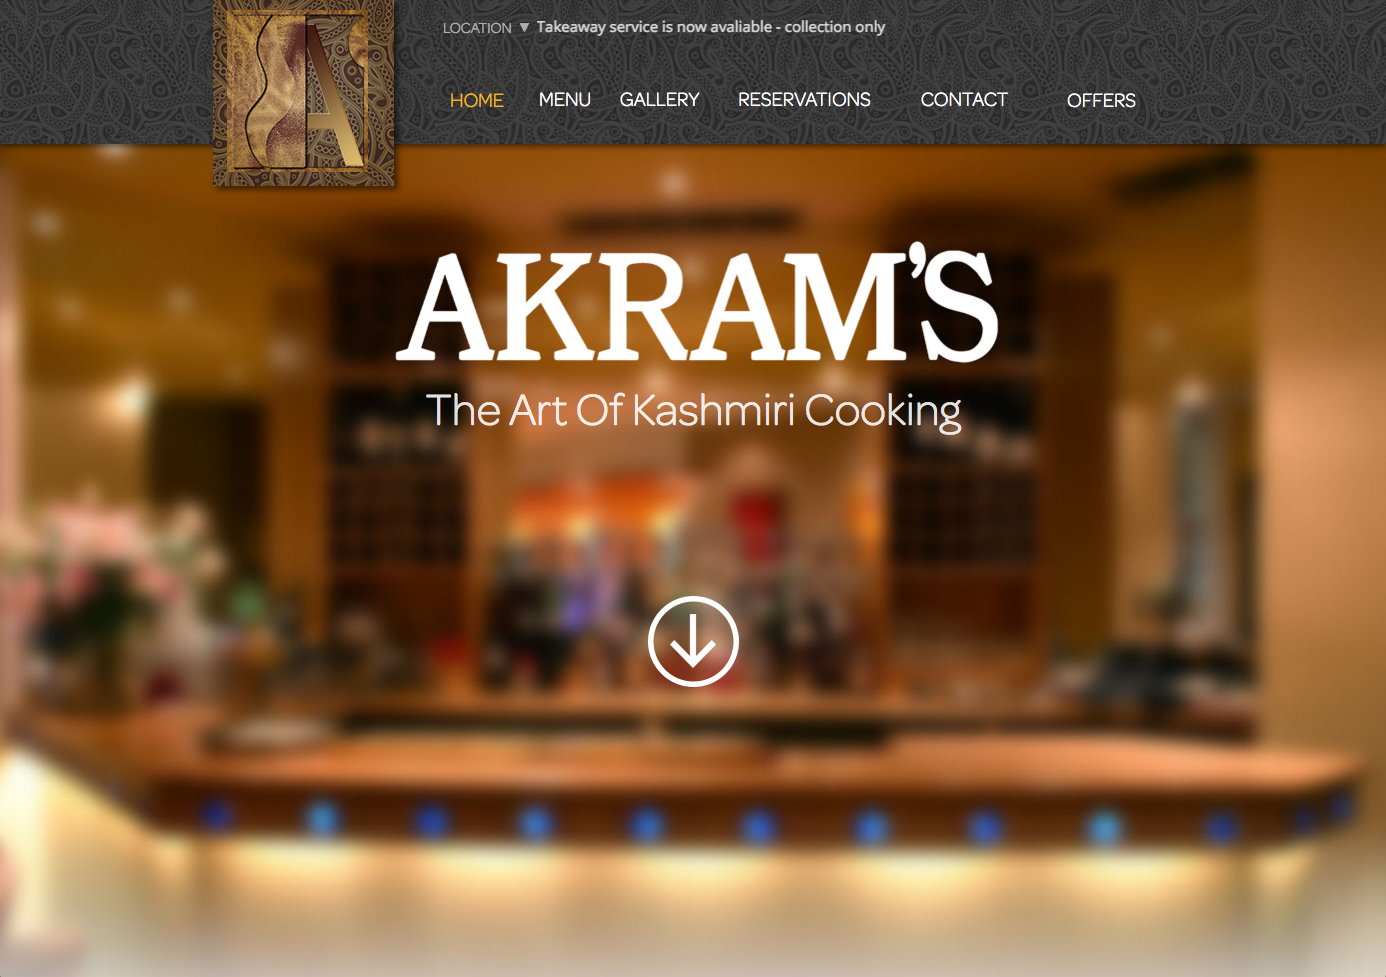 LOCATION ▼ Takeaway service is now avaliable - collection only
HOME MENU GALLERY RESERVATIONS CONTACT OFFERS
A
AKRAM'S
The Art Of Kashmiri Cooking